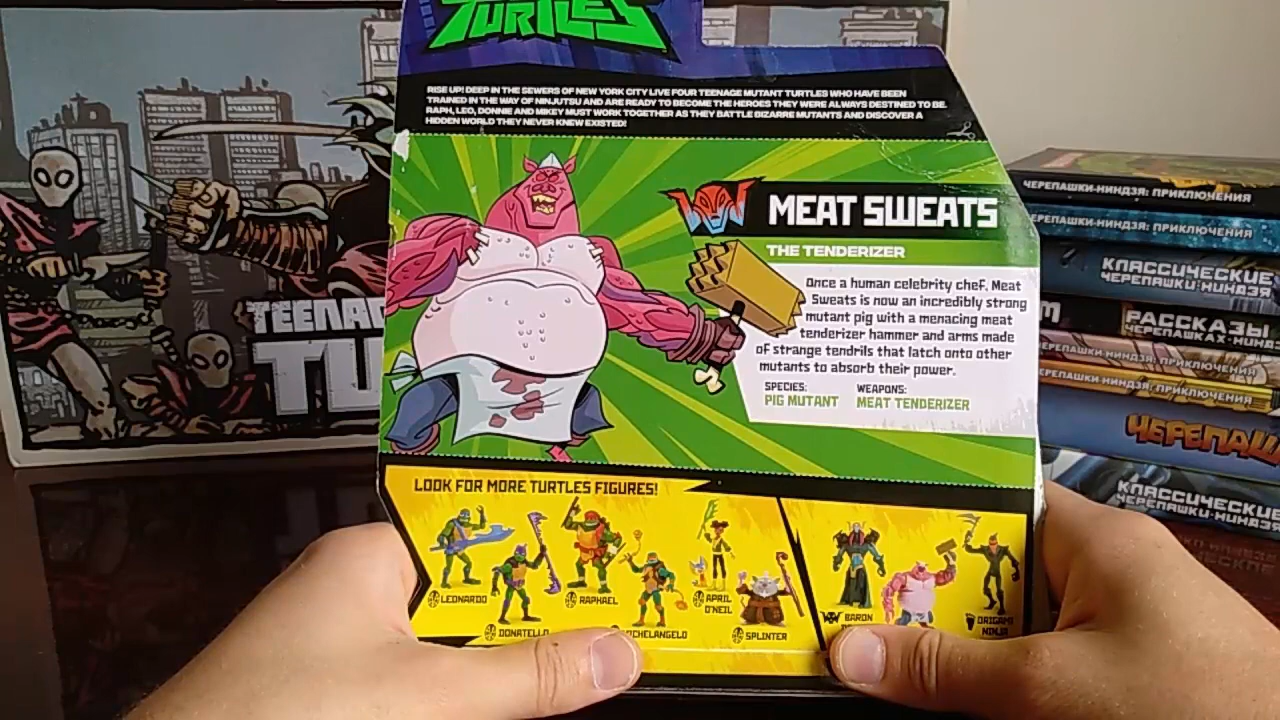 TURTLES
RISE UP! DEEP IN THE SEWERS OF NEW YORK CITY LIVE FOUR TEENAGE MUTANT TURTLES WHO HAVE BEEN
TRAINED IN THE WAY OF NINJUTSU AND ARE READY TO BECOME THE HEROES THEY WERE ALWAYS DESTINED TO BE.
RAPH, LEO, DONNIE AND MIKEY MUST WORK TOGETHER AS THEY BATTLE BIZARRE MUTANTS AND DISCOVER A
HIDDEN WORLD THEY NEVER KNEW EXISTED!
MEAT SWEATS
THE TENDERIZER
Once a human celebrity chef, Meat
Sweats is now an incredibly strong
mutant pig with a menacing meat
tenderizer hammer and arms made
of strange tendrils that latch onto other
mutants to absorb their power.
SPECIES: WEAPONS:
PIG MUTANT MEAT TENDERIZER
LOOK FOR MORE TURTLES FIGURES!
LEONARDO
DONATELLO
RAPHAEL
MICHELANGELO
APRIL
O'NEIL
SPLINTER
BARON
ORIGAMI
NINJA
TEENAG
TU
ЧЕРЕПАШКИ-НИНДЗЯ: ПРИКЛЮЧЕНИЯ
ЧЕРЕПАШКИ-НИНДЗЯ: ПРИКЛЮЧЕНИЯ
КЛАССИЧЕСКИЕ
ЧЕРЕПАШКИ-НИНДЗЯ
РАССКАЗЫ
ЧЕРЕПАШКАХ-НИНДЗ
ЧЕРЕПАШКИ-НИНДЗЯ: ПРИКЛЮЧЕНИЯ
ЧЕРЕПАШКИ-НИНДЗЯ: ПРИКЛЮЧЕНИЯ
ЧЕРЕПАШ
КЛАССИЧЕСКИЕ
ЧЕРЕПАШКИ-НИНДЗЯ